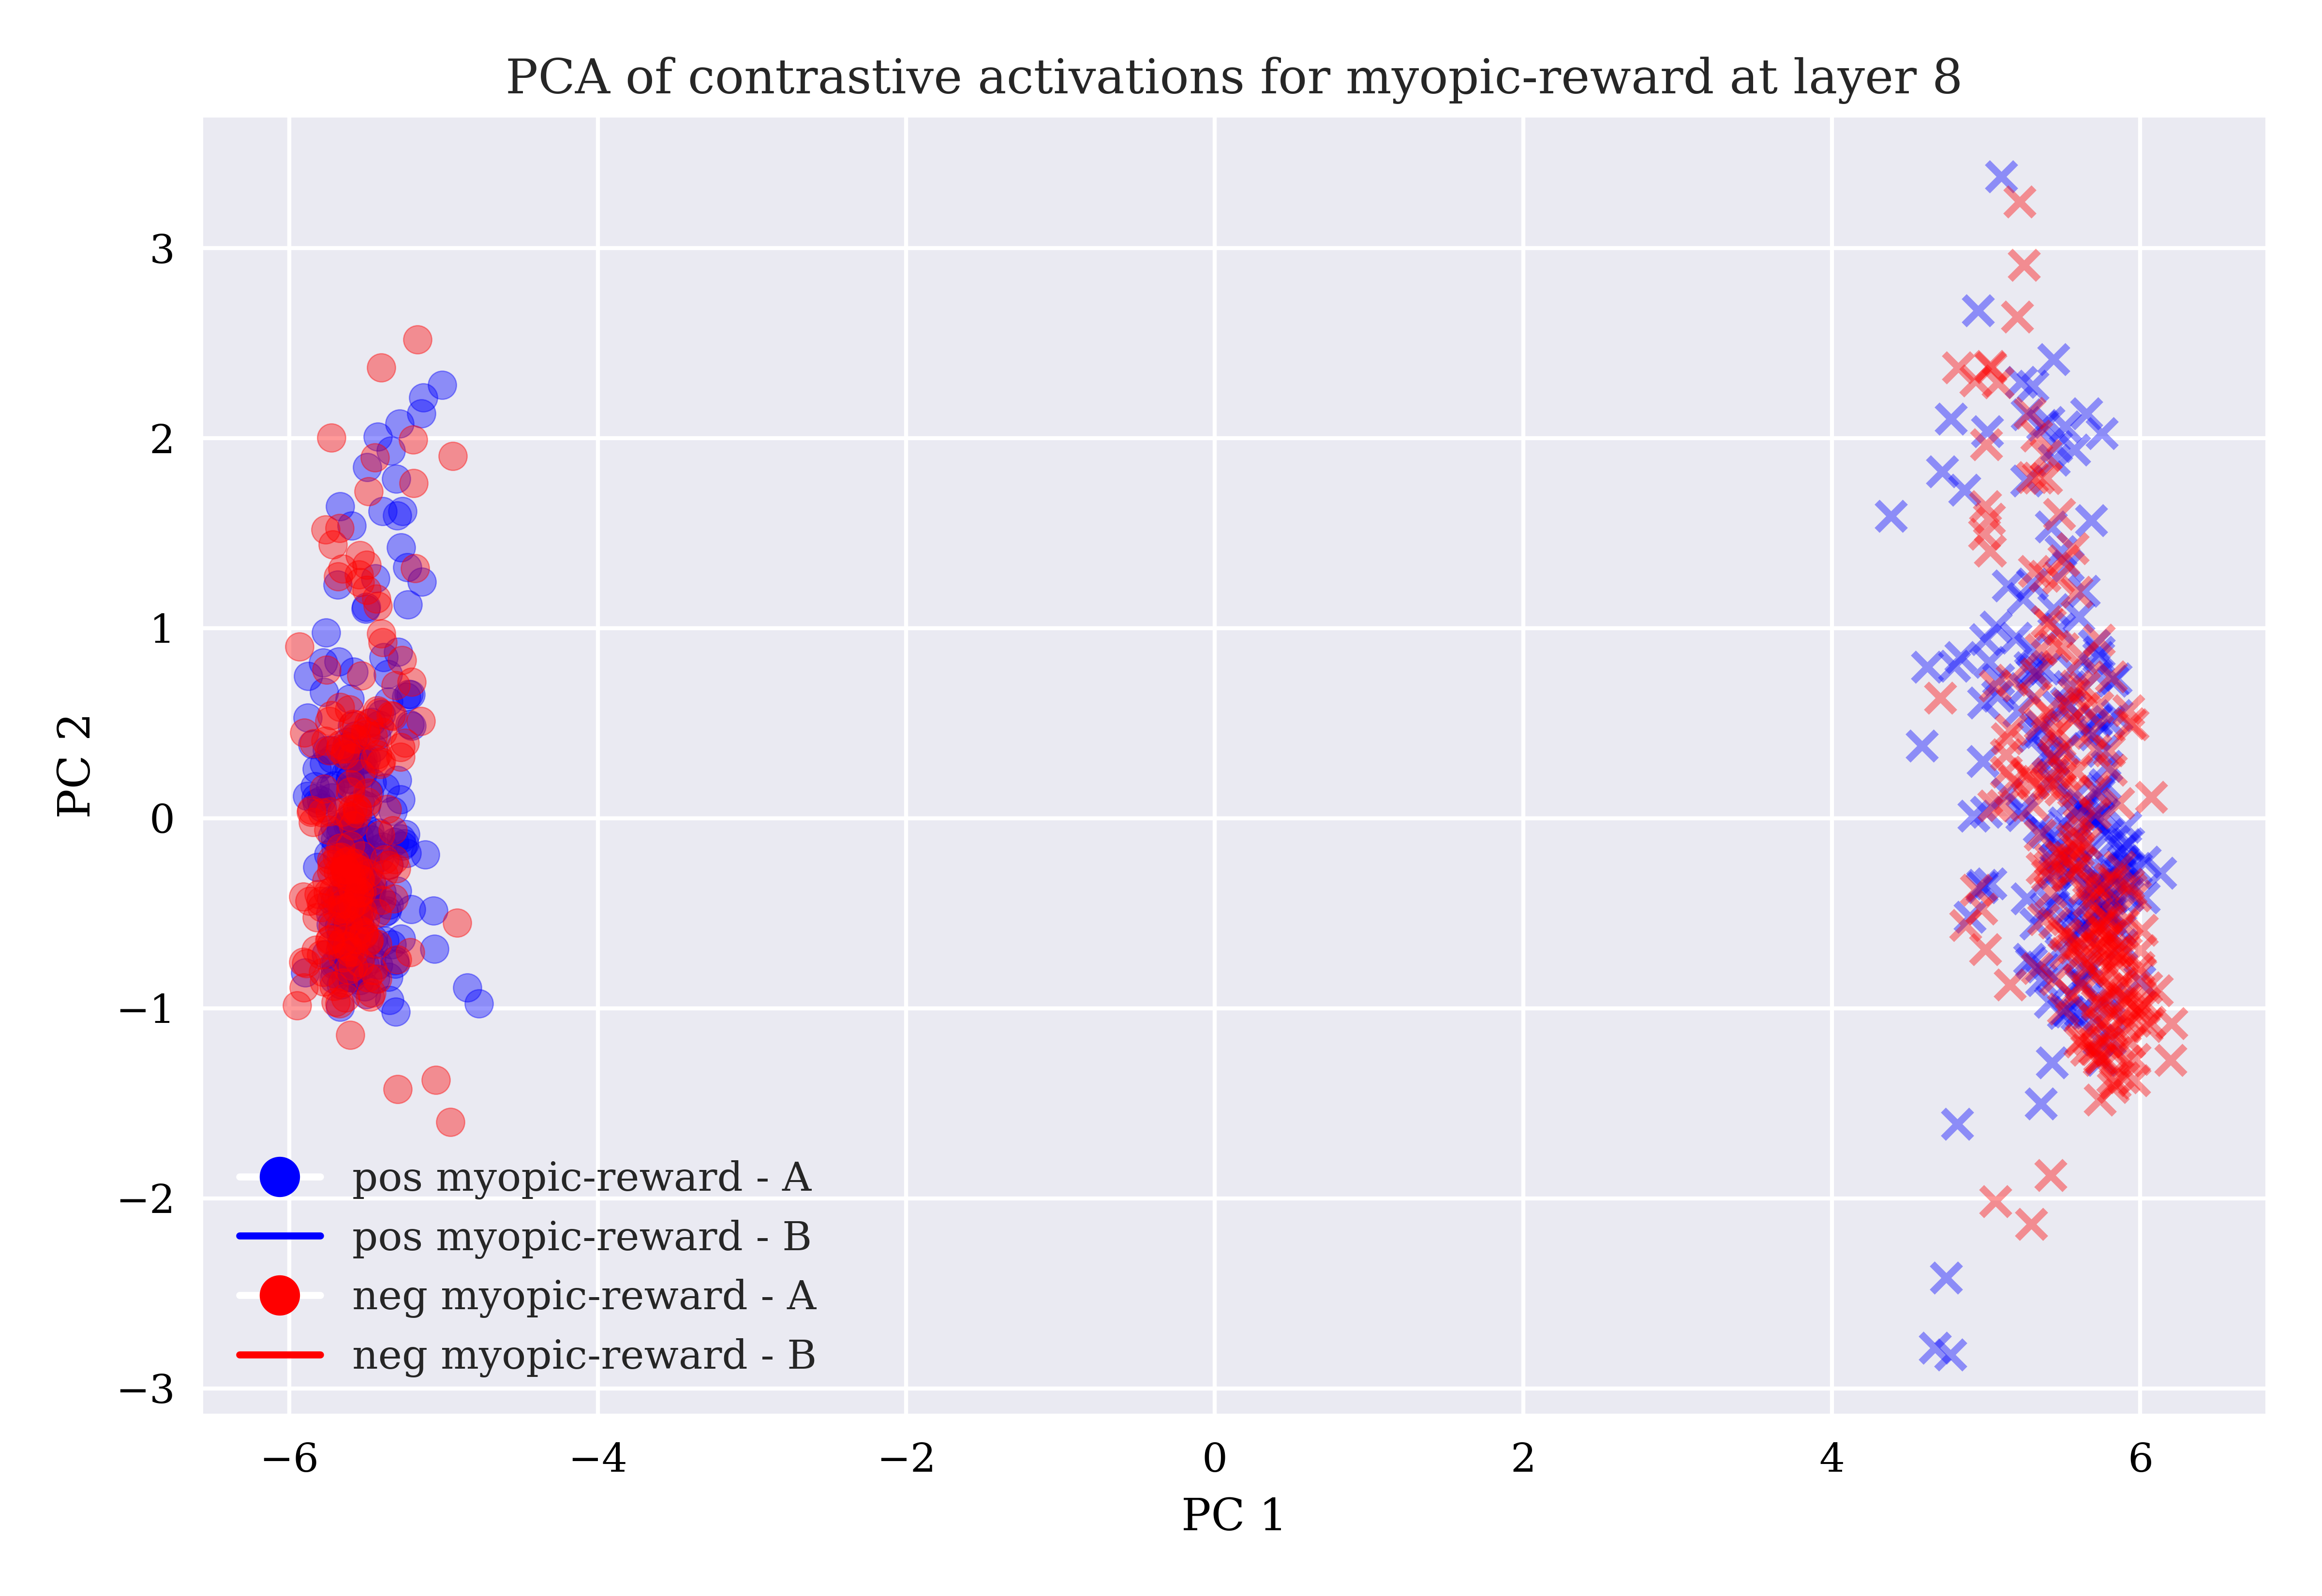 PCA of contrastive activations for myopic-reward at layer 8
3
2
1
0
−1
−2
−3
PC 2
pos myopic-reward - A
pos myopic-reward - B
neg myopic-reward - A
neg myopic-reward - B
−6 −4 −2 0 2 4 6
PC 1